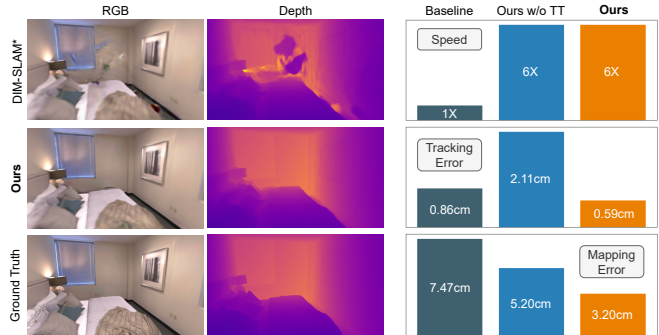 RGB
Depth
Baseline
Ours w/o TT
Ours
DIM-SLAM*
Speed
1X
6X
6X
Ours
Tracking
Error
0.86cm
2.11cm
0.59cm
Ground Truth
Mapping
Error
7.47cm
5.20cm
3.20cm